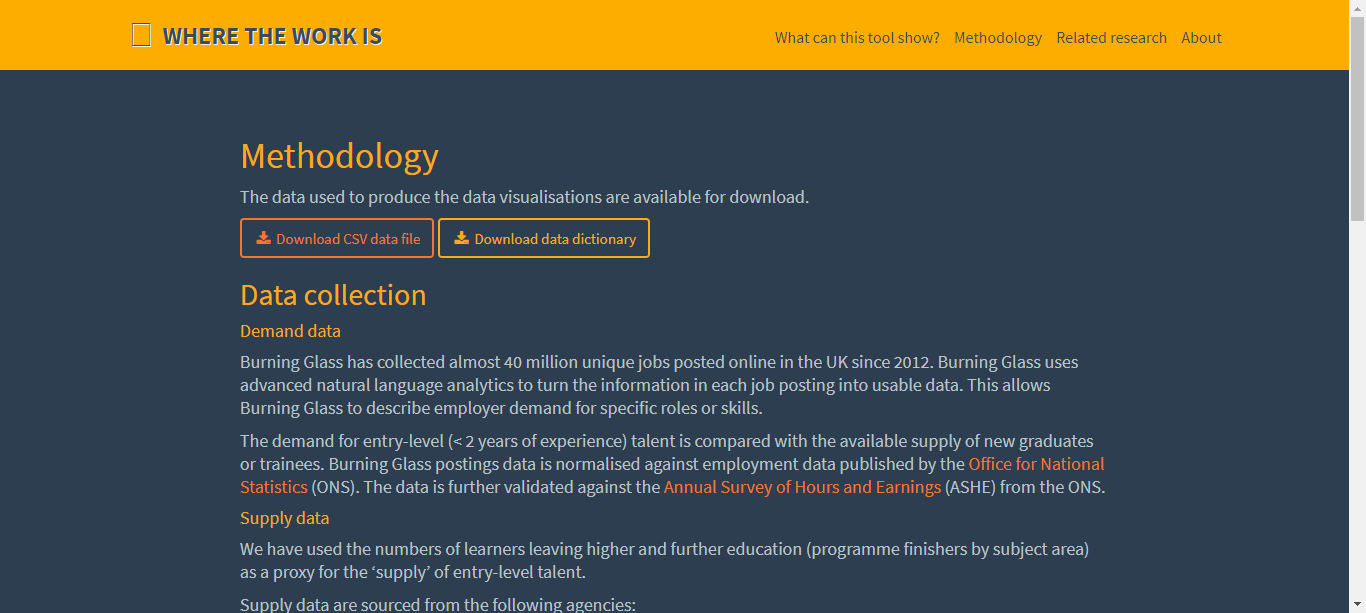 WHERE THE WORK IS
What can this tool show? Methodology Related research About
Methodology
The data used to produce the data visualisations are available for download.
Download CSV data file Download data dictionary
Data collection
Demand data
Burning Glass has collected almost 40 million unique jobs posted online in the UK since 2012. Burning Glass uses
advanced natural language analytics to turn the information in each job posting into usable data. This allows
Burning Glass to describe employer demand for specific roles or skills.
The demand for entry-level (< 2 years of experience) talent is compared with the available supply of new graduates
or trainees. Burning Glass postings data is normalised against employment data published by the Office for National
Statistics (ONS). The data is further validated against the Annual Survey of Hours and Earnings (ASHE) from the ONS.
Supply data
We have used the numbers of learners leaving higher and further education (programme finishers by subject area)
as a proxy for the ‘supply’ of entry-level talent.
Supply data are sourced from the following agencies: